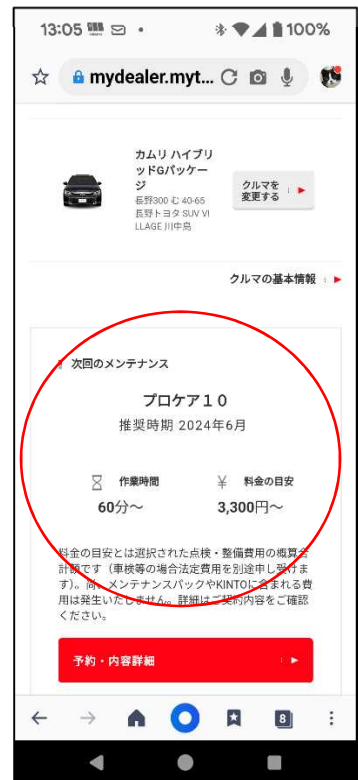 13:05
100%
mydealer.myt...
カムリ ハイブリ
ッドGパッケー
ジ
長野300 む 40-65
長野トヨタ SUV VI
LLAGE 川中島
クルマを
変更する
クルマの基本情報
次回のメンテナンス
プロケア１０
推奨時期 2024年6月
作業時間
60分～
¥ 料金の目安
3,300円～
料金の目安とは選択された点検・整備費用の概算合
計額です（車検等の場合法定費用を別途申し受けま
す）。尚、メンテナンスパックやKINTOに含まれる費
用は発生いたしません。詳細はご契約内容をご確認
ください。
予約・内容詳細
8